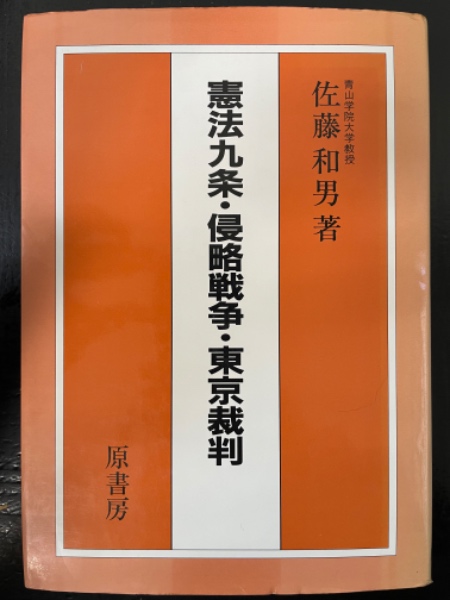 青山学院大学教授
佐藤和男著
憲法九条・侵略戦争・東京裁判
原書房